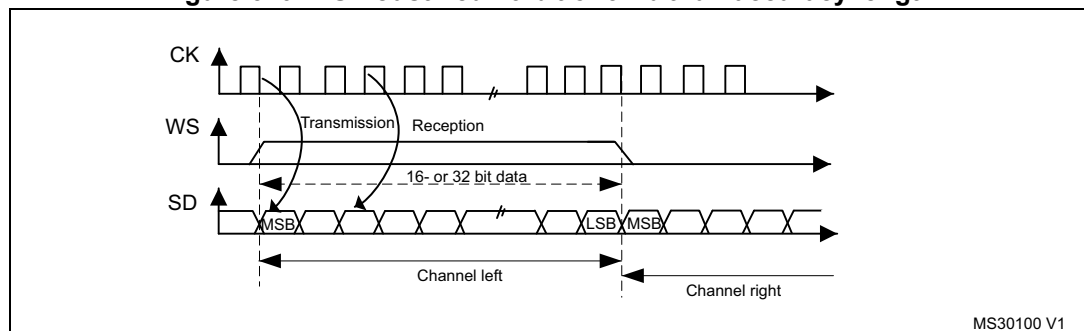 CK
Transmission
Reception
WS
16- or 32 bit data
SD
MSB
LSB
MSB
Channel left
Channel right
MS30100 V1